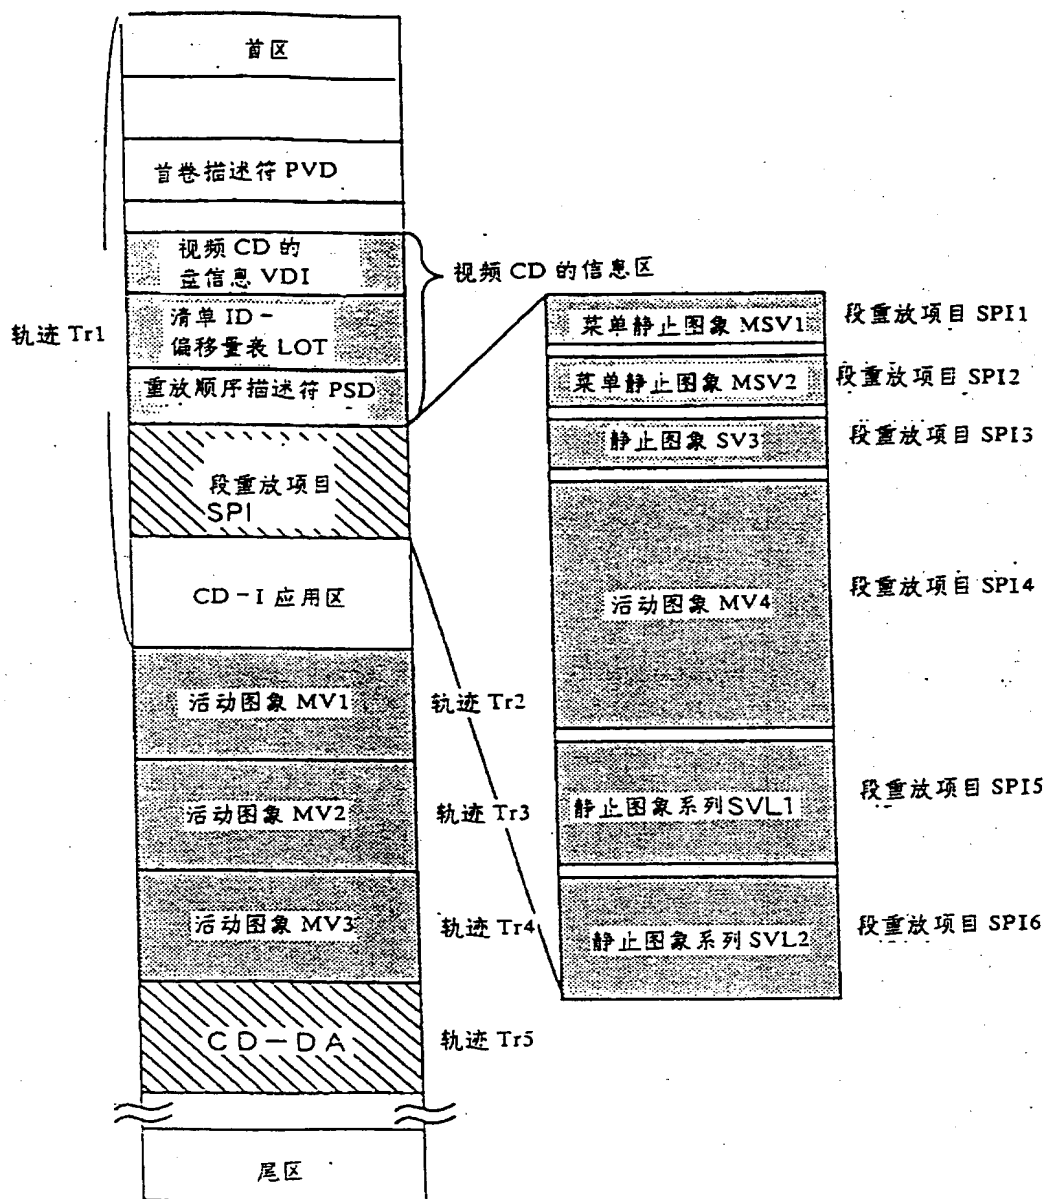 首区
首卷描述符 PVD
视频 CD 的
盘信息 VDI
清单 ID-
偏移量表 LOT
重放顺序描述符 PSD
视频 CD 的信息区
轨迹 Tr1
段重放项目
SPI
CD-I 应用区
活动图象 MV1
轨迹 Tr2
活动图象 MV2
轨迹 Tr3
活动图象 MV3
轨迹 Tr4
CD-DA
轨迹 Tr5
尾区
菜单静止图象 MSV1
段重放项目 SPI1
菜单静止图象 MSV2
段重放项目 SPI2
静止图象 SV3
段重放项目 SPI3
活动图象 MV4
段重放项目 SPI4
静止图象系列 SVL1
段重放项目 SPI5
静止图象系列 SVL2
段重放项目 SPI6